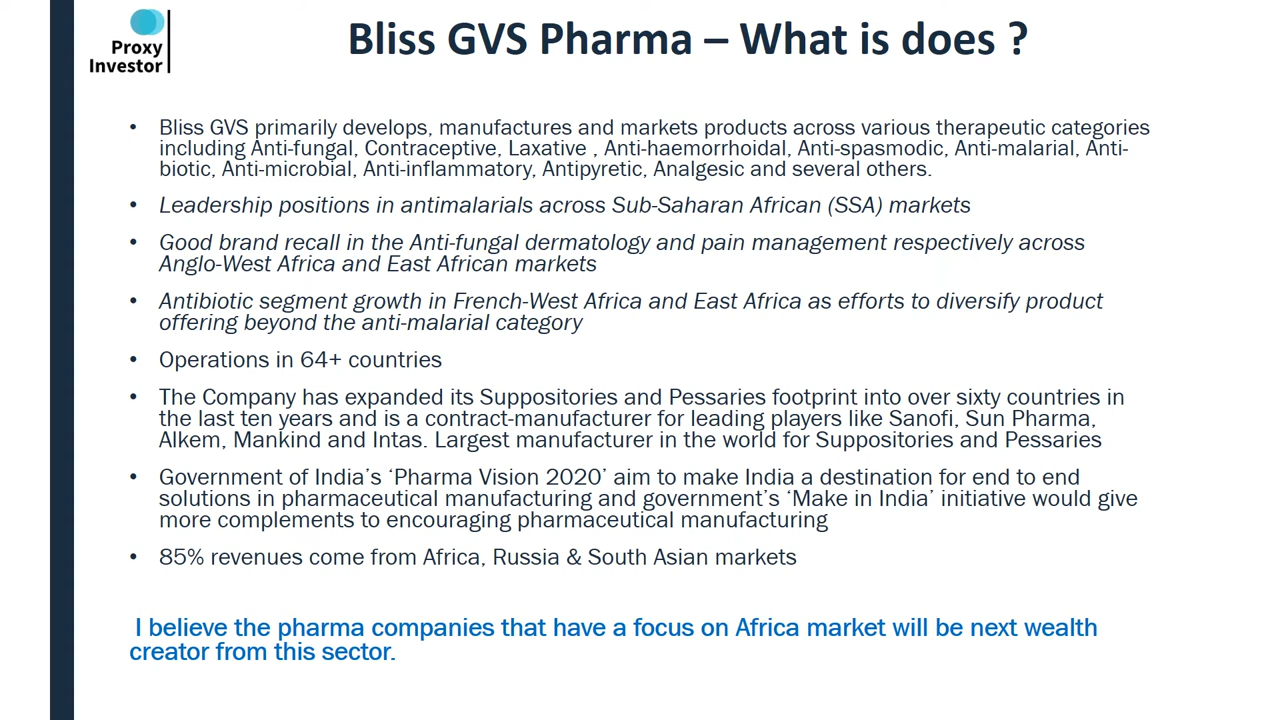 Proxy
Investor
Bliss GVS Pharma – What is does ?
• Bliss GVS primarily develops, manufactures and markets products across various therapeutic categories
including Anti-fungal, Contraceptive, Laxative , Anti-haemorrhoidal, Anti-spasmodic, Anti-malarial, Anti-
biotic, Anti-microbial, Anti-inflammatory, Antipyretic, Analgesic and several others.
• Leadership positions in antimalarials across Sub-Saharan African (SSA) markets
• Good brand recall in the Anti-fungal dermatology and pain management respectively across
Anglo-West Africa and East African markets
• Antibiotic segment growth in French-West Africa and East Africa as efforts to diversify product
offering beyond the anti-malarial category
• Operations in 64+ countries
• The Company has expanded its Suppositories and Pessaries footprint into over sixty countries in
the last ten years and is a contract-manufacturer for leading players like Sanofi, Sun Pharma,
Alkem, Mankind and Intas. Largest manufacturer in the world for Suppositories and Pessaries
• Government of India’s ‘Pharma Vision 2020’ aim to make India a destination for end to end
solutions in pharmaceutical manufacturing and government’s ‘Make in India’ initiative would give
more complements to encouraging pharmaceutical manufacturing
• 85% revenues come from Africa, Russia & South Asian markets
I believe the pharma companies that have a focus on Africa market will be next wealth
creator from this sector.